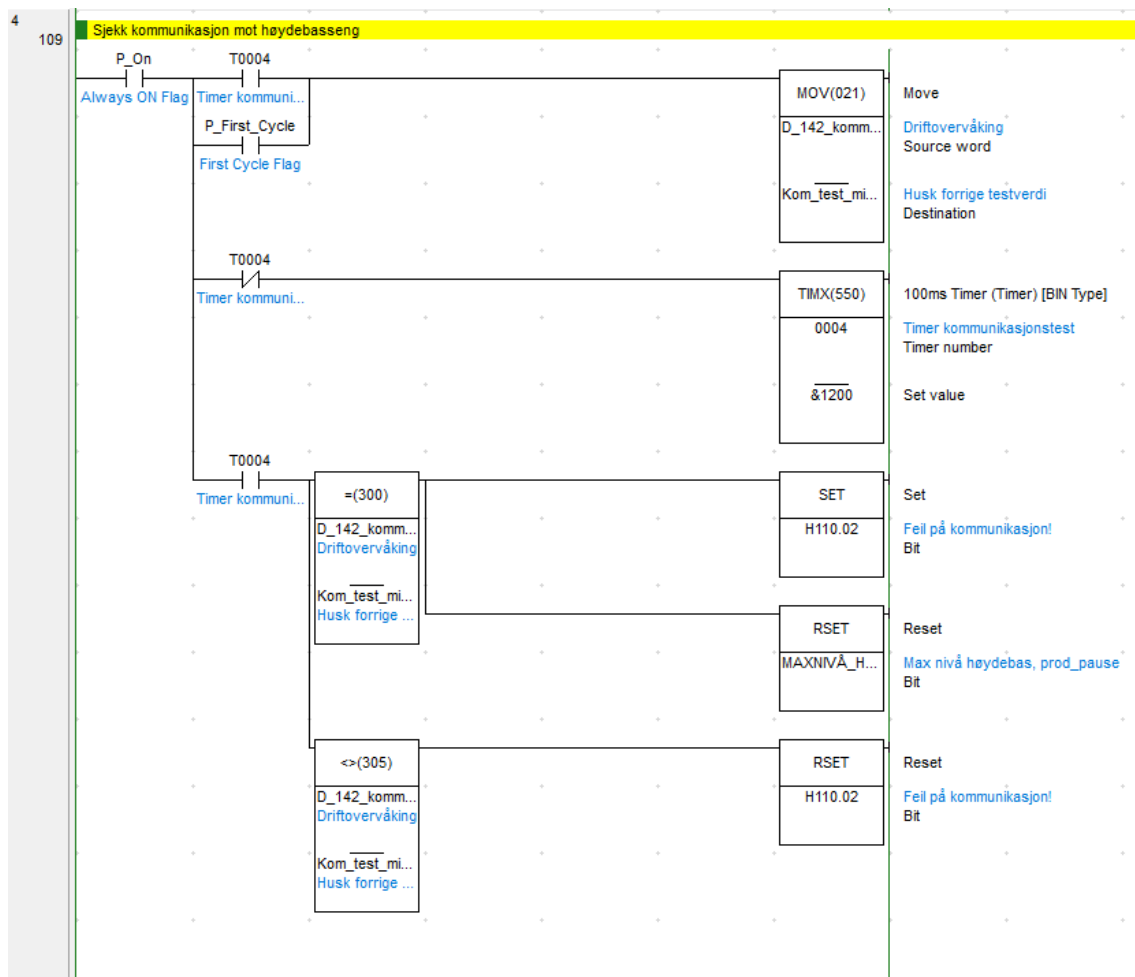 4
109
Sjekk kommunikasjon mot høydebasseng
P_On
T0004
Always ON Flag
Timer kommuni...
MOV(021)
Move
P_First_Cycle
First Cycle Flag
D_142_komm...
Driftovervåking
Source word
Kom_test_mi...
Husk forrige testverdi
Destination
T0004
Timer kommuni...
TIMX(550)
100ms Timer (Timer) [BIN Type]
0004
Timer kommunikasjonstest
Timer number
&1200
Set value
T0004
Timer kommuni...
=(300)
SET
Set
D_142_komm...
Driftovervåking
H110.02
Feil på kommunikasjon!
Bit
Kom_test_mi...
Husk forrige ...
RSET
Reset
MAXNIVÅ_H...
Max nivå høydebas, prod_pause
Bit
<>(305)
RSET
Reset
D_142_komm...
Driftovervåking
H110.02
Feil på kommunikasjon!
Bit
Kom_test_mi...
Husk forrige ...